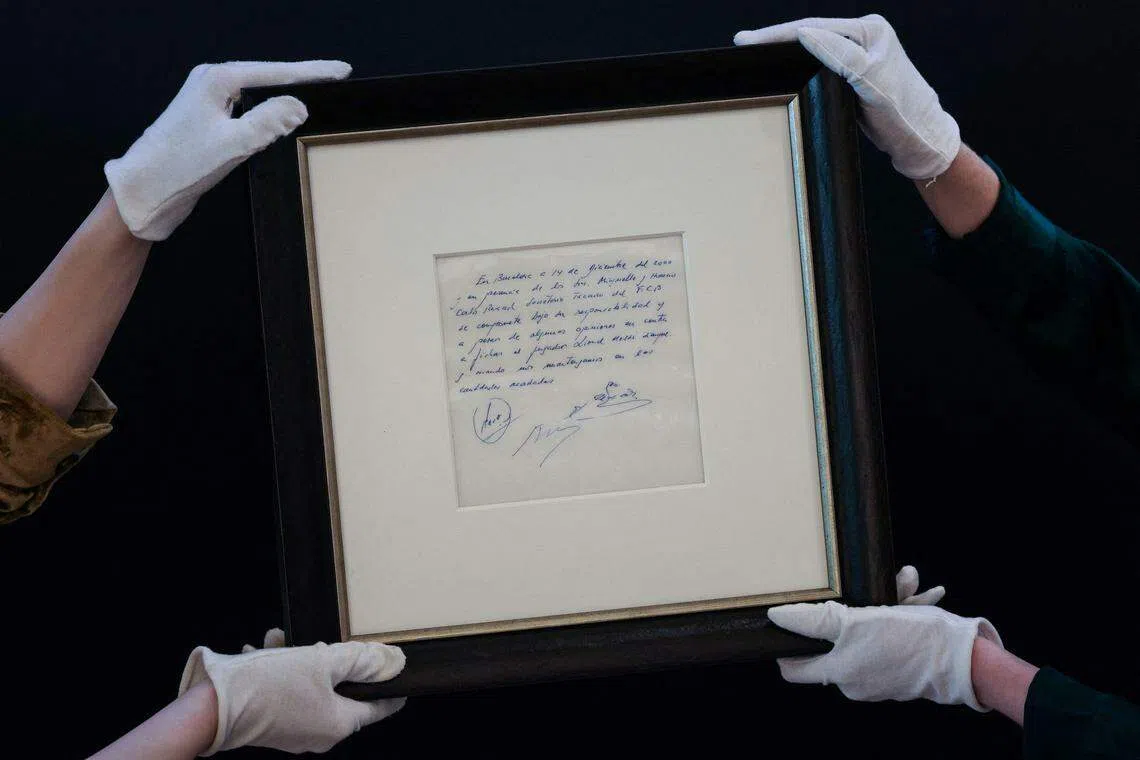 En Barcelona a 14 de diciembre del 2000
y en presencia de los Srs. Minguella y Horacio
Carles Rexach Director Técnico del F.C.B
se compromete bajo su responsabilidad y
a pesar de algunas opiniones en contra
a fichar al jugador Lionel Messi siempre
y cuando nos mantengamos en las
cantidades acordadas